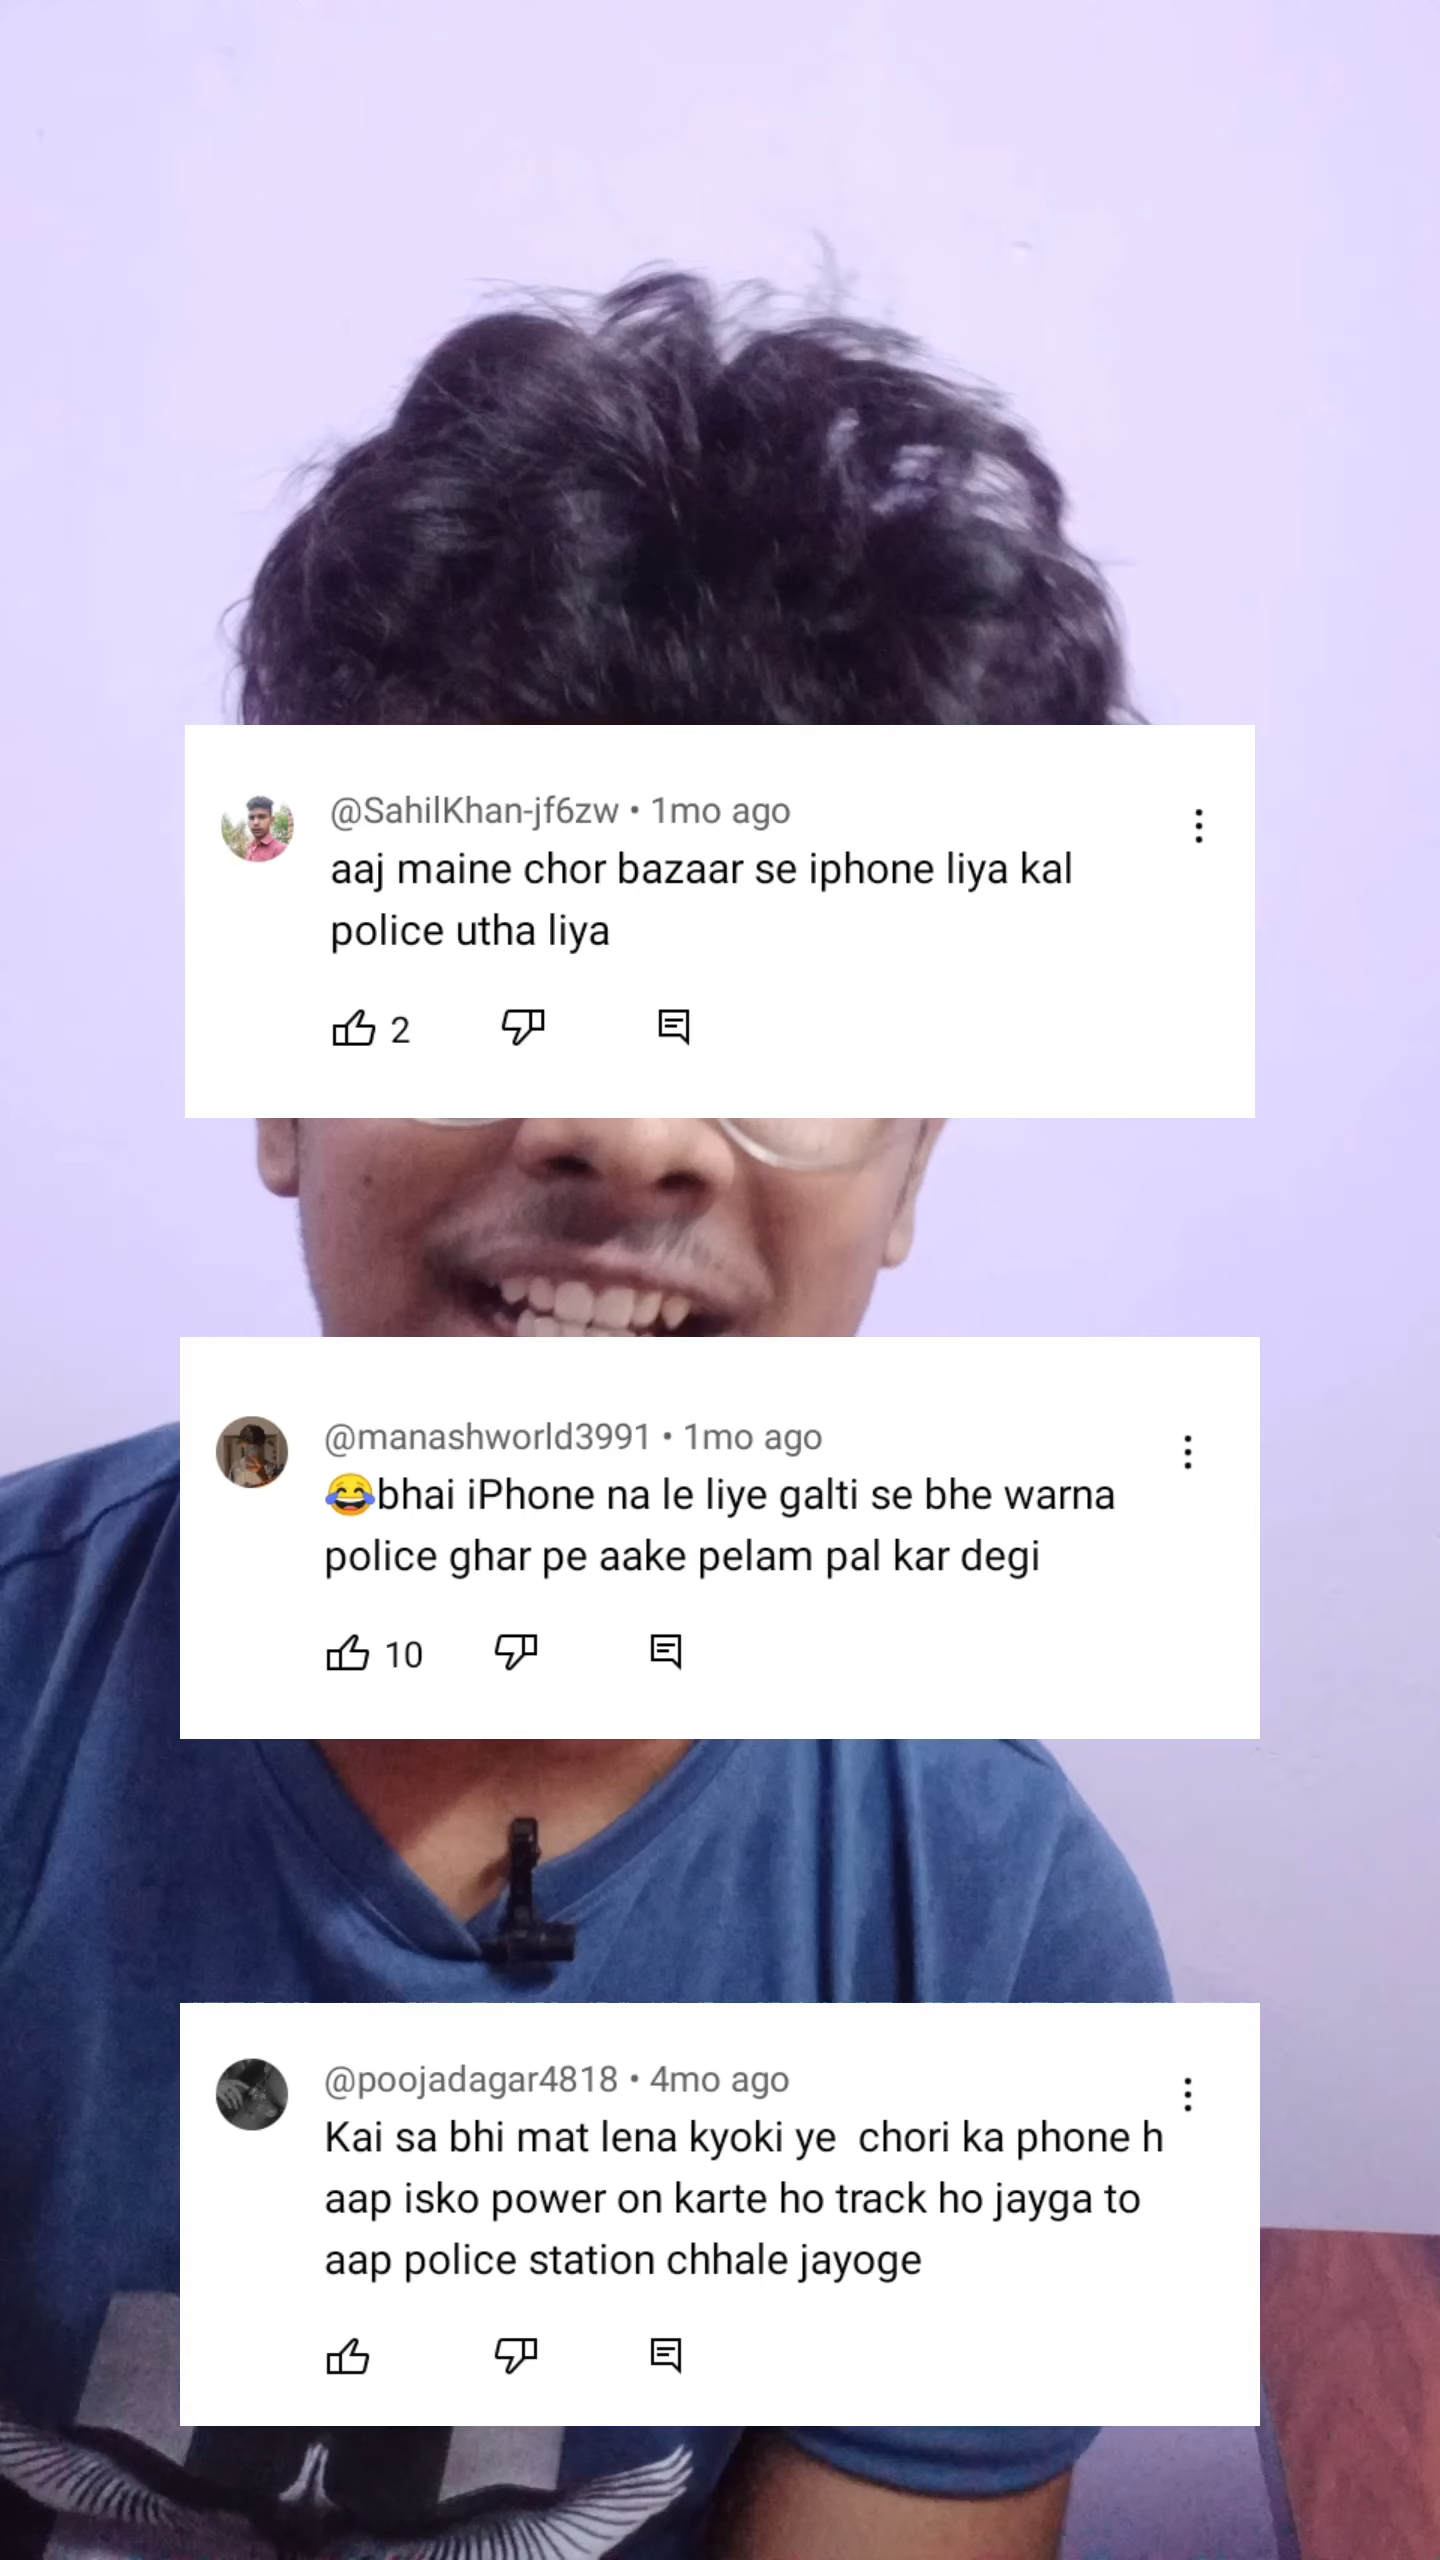 @SahilKhan-jf6zw • 1mo ago
aaj maine chor bazaar se iphone liya kal
police utha liya
2
@manashworld3991 • 1mo ago
😂bhai iPhone na le liye galti se bhe warna
police ghar pe aake pelam pal kar degi
10
@poojadagar4818 • 4mo ago
Kai sa bhi mat lena kyoki ye  chori ka phone h
aap isko power on karte ho track ho jayga to
aap police station chhale jayoge